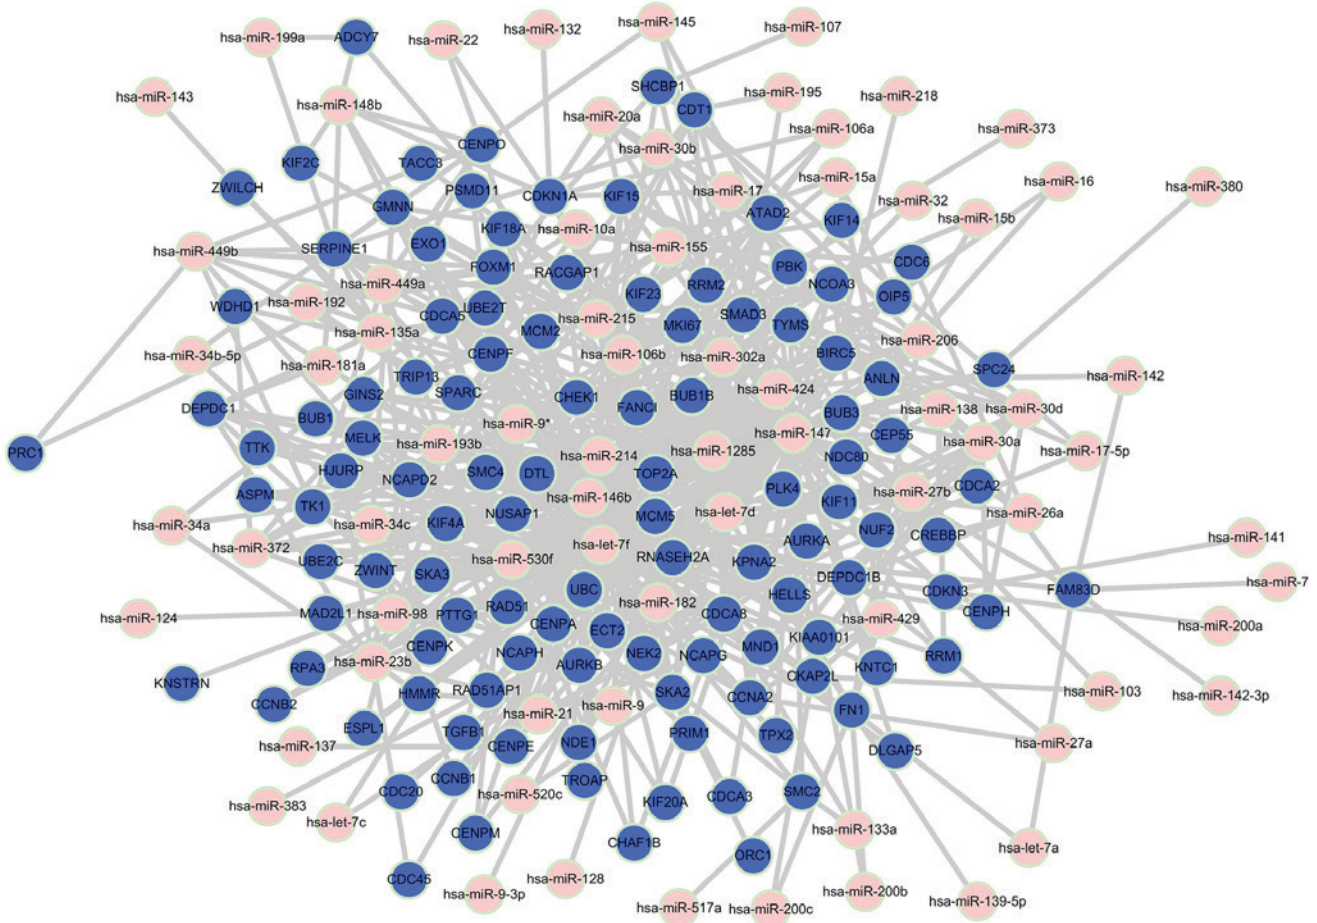 hsa-miR-145
hsa-miR-107
hsa-miR-132
hsa-miR-22
hsa-miR-199a
ADCY7
SHCBP1
hsa-miR-195
hsa-miR-218
hsa-miR-143
hsa-miR-148b
CDT1
hsa-miR-20a
hsa-miR-106a
hsa-miR-373
CENPO
hsa-miR-30b
KIF2C
TACC3
hsa-miR-15a
hsa-miR-16
hsa-miR-380
ZWILCH
PSMD11
CDKN1A
KIF15
hsa-miR-17
hsa-miR-32
GMNN
ATAD2
KIF14
hsa-miR-15b
KIF18A
hsa-miR-10a
hsa-miR-449b
SERPINE1
EXO1
hsa-miR-155
FOXM1
RACGAP1
PBK
CDC6
hsa-miR-449a
KIF23
RRM2
NCOA3
OIP5
WDHD1
hsa-miR-192
UBE2T
CDCA5
hsa-miR-215
SMAD3
MKI67
TYMS
hsa-miR-135a
MCM2
hsa-miR-34b-5p
hsa-miR-181a
CENPF
hsa-miR-106b
hsa-miR-302a
BIRC5
hsa-miR-206
SPC24
hsa-miR-142
TRIP13
SPARC
GINS2
CHEK1
FANCI
BUB1B
hsa-miR-424
ANLN
DEPDC1
BUB1
hsa-miR-9*
BUB3
hsa-miR-138
hsa-miR-30d
PRC1
TTK
MELK
hsa-miR-193b
hsa-miR-147
CEP55
hsa-miR-30a
hsa-miR-17-5p
HJURP
NCAPD2
SMC4
DTL
hsa-miR-214
hsa-miR-1285
TOP2A
NDC80
ASPM
TK1
hsa-miR-146b
PLK4
KIF11
hsa-miR-27b
CDCA2
hsa-miR-34a
hsa-miR-34c
KIF4A
NUSAP1
MCM5
hsa-let-7d
hsa-miR-26a
hsa-miR-372
hsa-let-7f
AURKA
NUF2
CREBBP
hsa-miR-141
UBE2C
ZWINT
SKA3
hsa-miR-530f
RNASEH2A
KPNA2
DEPDC1B
hsa-miR-7
UBC
HELLS
CDKN3
FAM83D
hsa-miR-124
MAD2L1
hsa-miR-98
PTTG1
RAD51
hsa-miR-182
CDCA8
hsa-miR-429
CENPH
hsa-miR-200a
CENPA
ECT2
KIAA0101
CENPK
NCAPH
NEK2
NCAPG
MND1
RRM1
KNSTRN
RPA3
hsa-miR-23b
AURKB
CKAP2L
KNTC1
CCNB2
HMMR
RAD51AP1
SKA2
CCNA2
hsa-miR-103
hsa-miR-142-3p
ESPL1
hsa-miR-21
hsa-miR-9
FN1
hsa-miR-137
TGFB1
CENPE
NDE1
PRIM1
TPX2
DLGAP5
hsa-miR-27a
CCNB1
TROAP
CDC20
hsa-miR-520c
KIF20A
CDCA3
SMC2
hsa-miR-383
hsa-let-7c
CENPM
CHAF1B
hsa-miR-133a
hsa-let-7a
ORC1
CDC45
hsa-miR-9-3p
hsa-miR-128
hsa-miR-517a
hsa-miR-200c
hsa-miR-200b
hsa-miR-139-5p